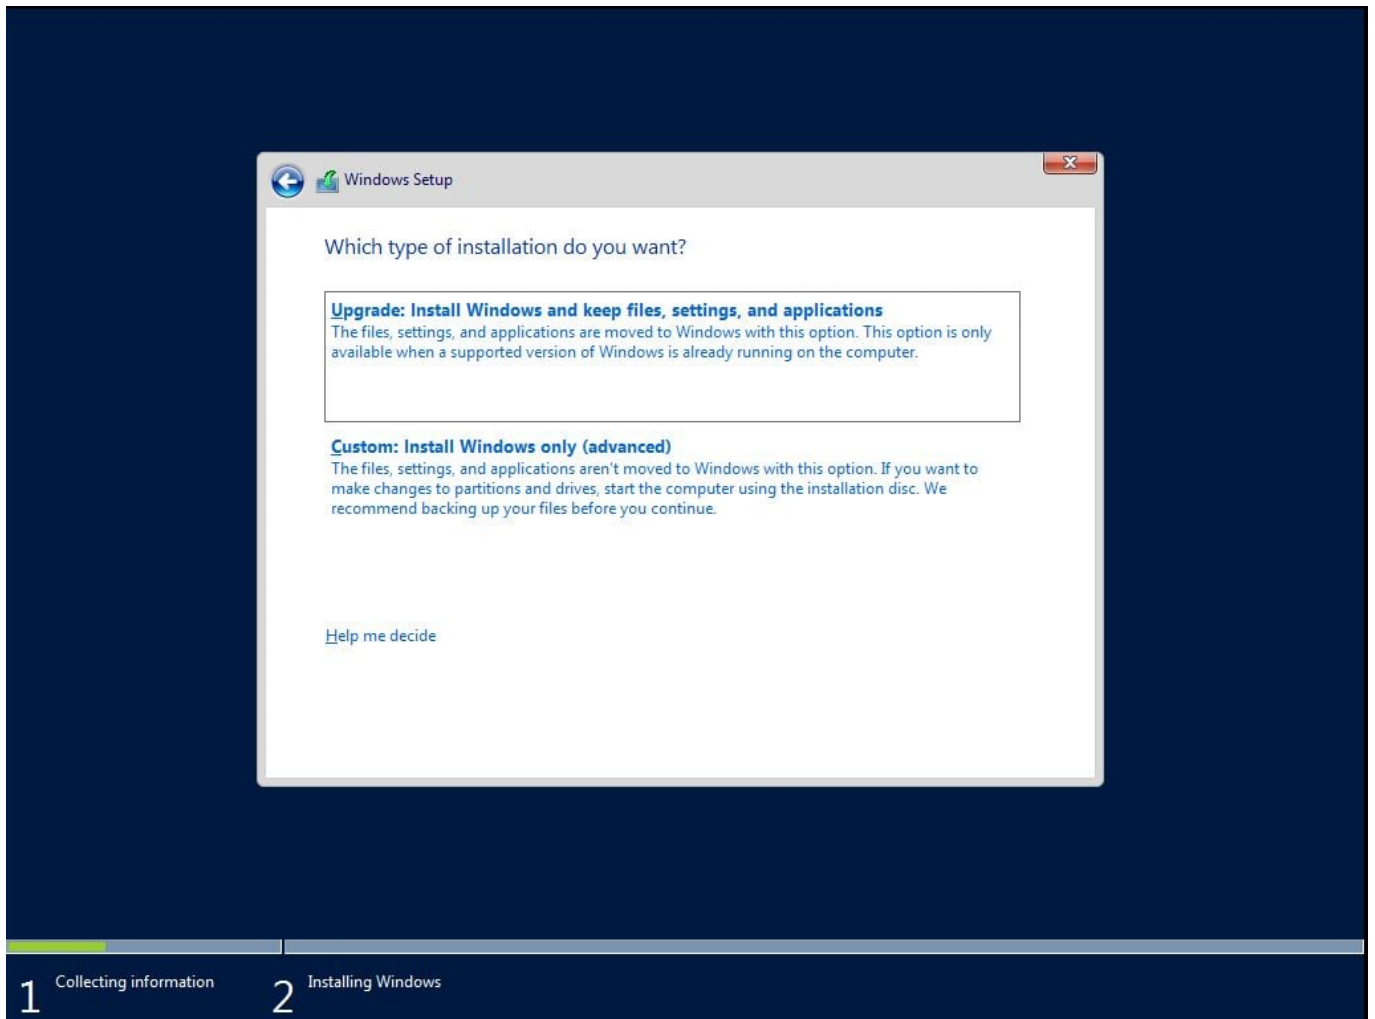 Windows Setup
Which type of installation do you want?
Upgrade: Install Windows and keep files, settings, and applications
The files, settings, and applications are moved to Windows with this option. This option is only
available when a supported version of Windows is already running on the computer.
Custom: Install Windows only (advanced)
The files, settings, and applications aren't moved to Windows with this option. If you want to
make changes to partitions and drives, start the computer using the installation disc. We
recommend backing up your files before you continue.
Help me decide
1 Collecting information
2 Installing Windows